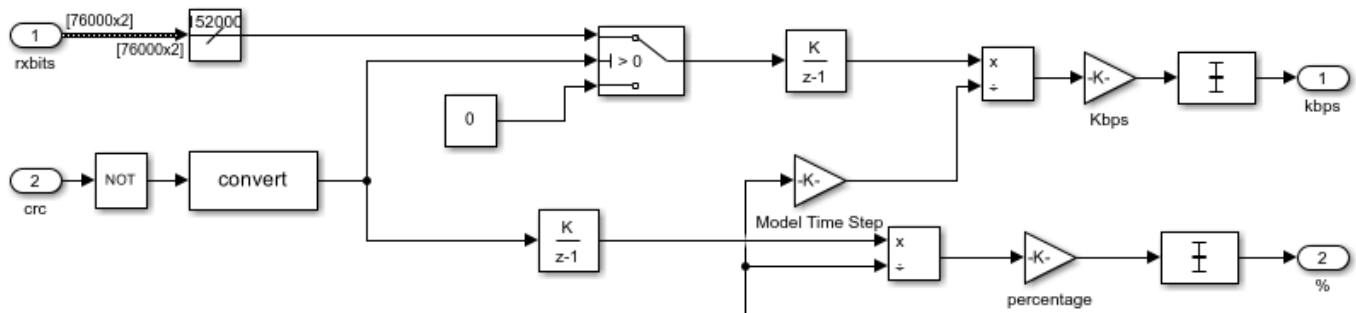 [76000x2]
1
rxbits
[76000x2]
152000
> 0
K
z-1
x
÷
-K-
Kbps
1
kbps
0
2
crc
NOT
convert
-K-
Model Time Step
K
z-1
x
÷
-K-
percentage
2
%